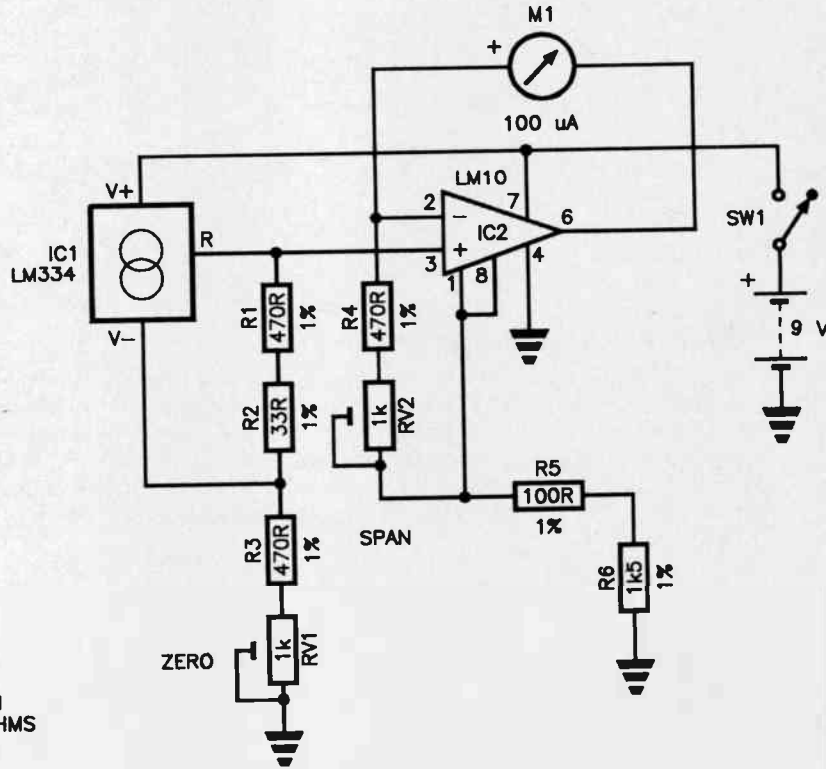 M1
+
100 uA
V+
LM10
7
2
-
6
IC2
+
3
1
8
4
SW1
IC1
LM334
R
V-
R1
470R
1%
R4
470R
1%
+
9 V
R2
33R
1%
1k
RV2
R5
100R
1%
SPAN
R3
470R
1%
R6
1k5
1%
ZERO
1k
RV1
HMS